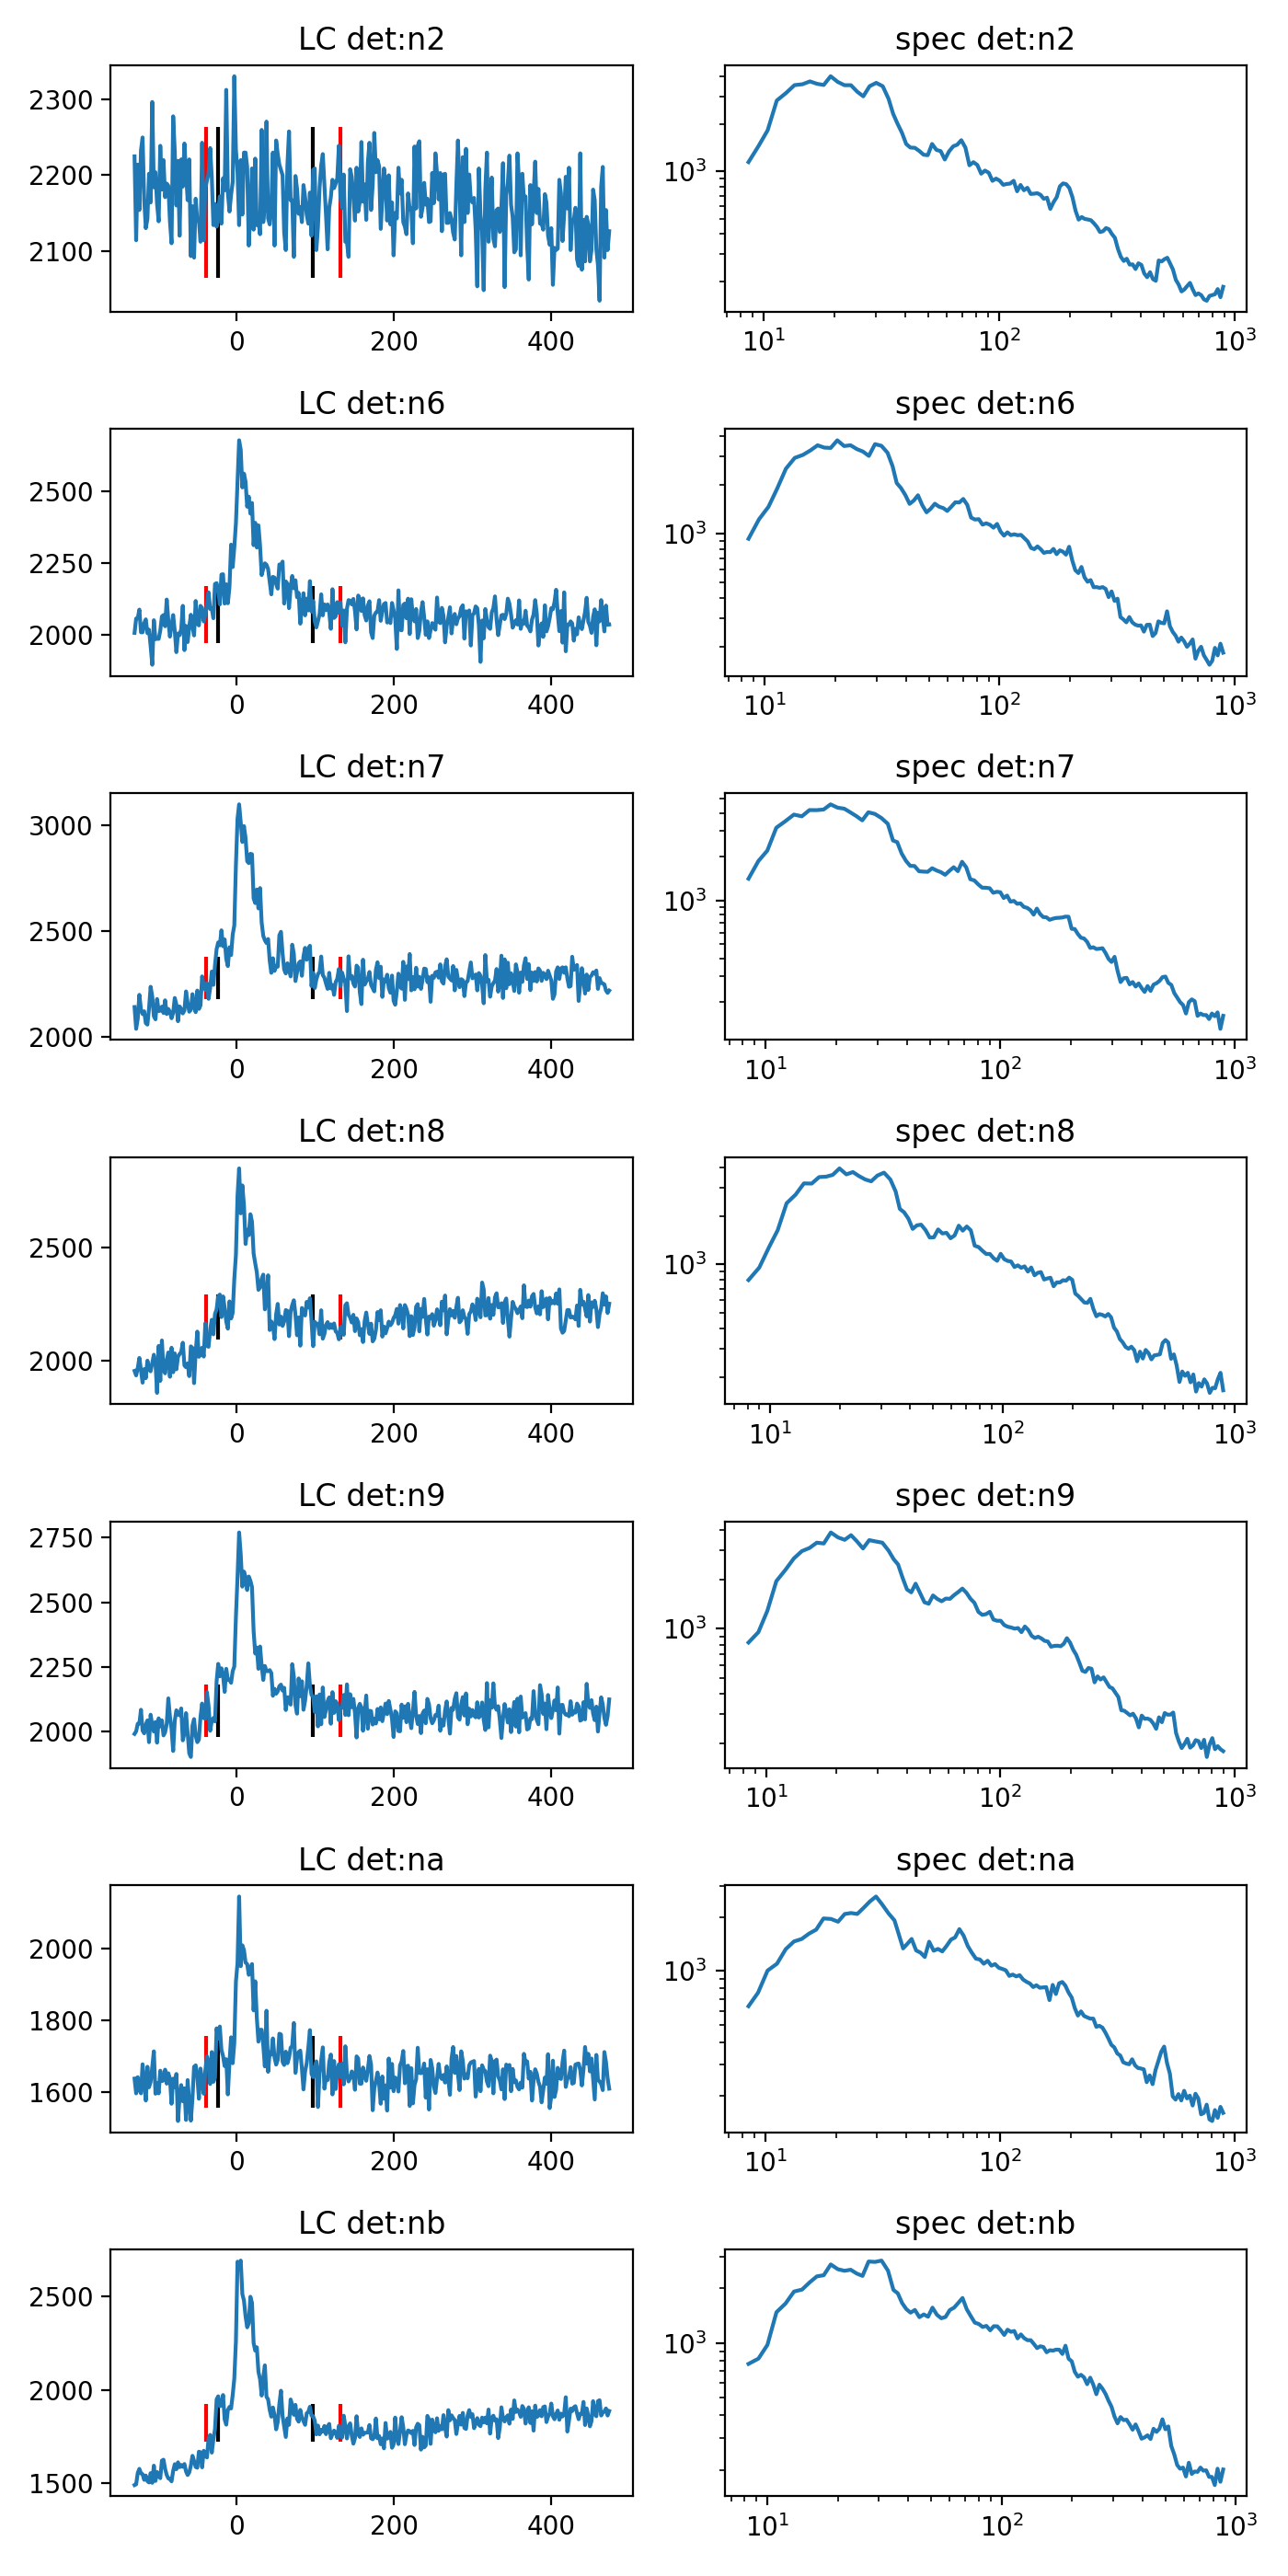 LC det:n2 spec det:n2
2300
2200
2100
10³
0 200 400 10¹ 10² 10³
LC det:n6 spec det:n6
2500
2250
2000
10³
0 200 400 10¹ 10² 10³
LC det:n7 spec det:n7
3000
2500
2000
10³
0 200 400 10¹ 10² 10³
LC det:n8 spec det:n8
2500
2000
10³
0 200 400 10¹ 10² 10³
LC det:n9 spec det:n9
2750
2500
2250
2000
10³
0 200 400 10¹ 10² 10³
LC det:na spec det:na
2000
1800
1600
10³
0 200 400 10¹ 10² 10³
LC det:nb spec det:nb
2500
2000
1500
10³
0 200 400 10¹ 10² 10³